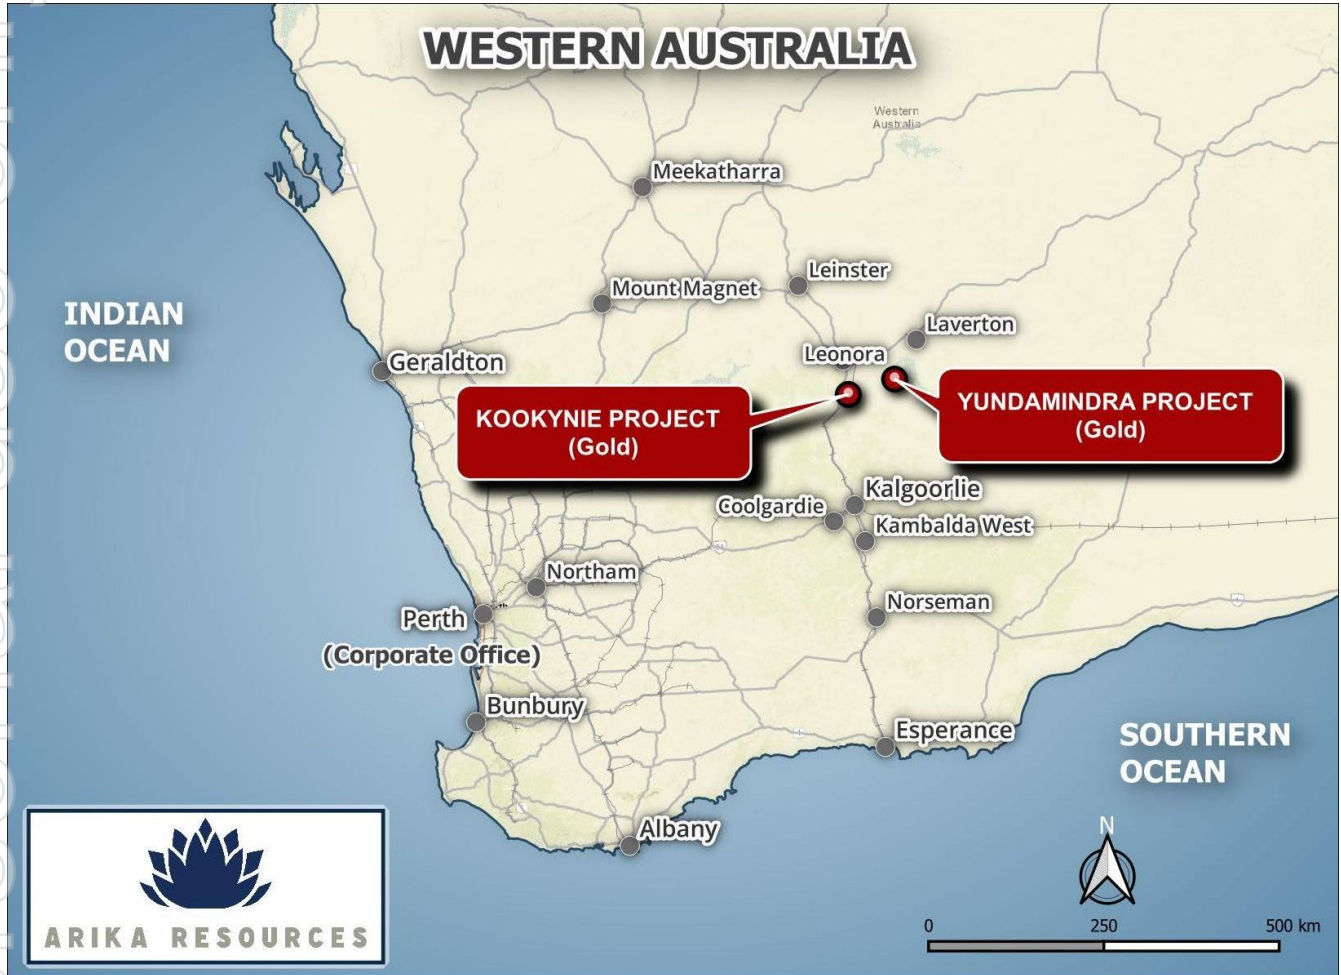 WESTERN AUSTRALIA
Western
Australia
Meekatharra
Leinster
Mount Magnet
INDIAN
OCEAN
Laverton
Leonora
Geraldton
KOOKYNIE PROJECT
(Gold)
YUNDAMINDRA PROJECT
(Gold)
Kalgoorlie
Coolgardie
Kambalda West
Northam
Norseman
Perth
(Corporate Office)
Bunbury
Esperance
SOUTHERN
OCEAN
Albany
N
ARIKA RESOURCES
0 250 500 km